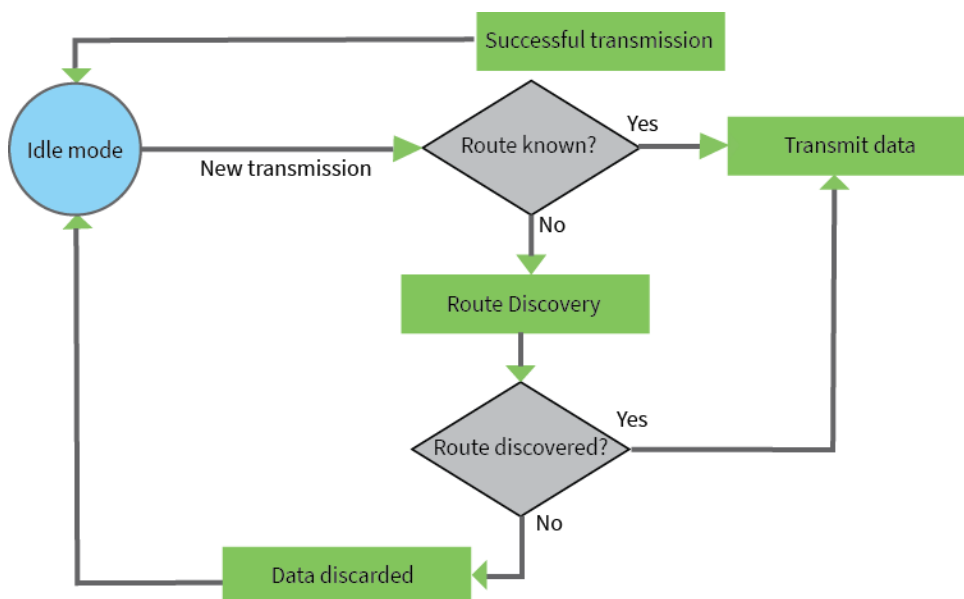 Successful transmission
Idle mode
New transmission
Route known?
Yes
Transmit data
No
Route Discovery
Route discovered?
Yes
No
Data discarded